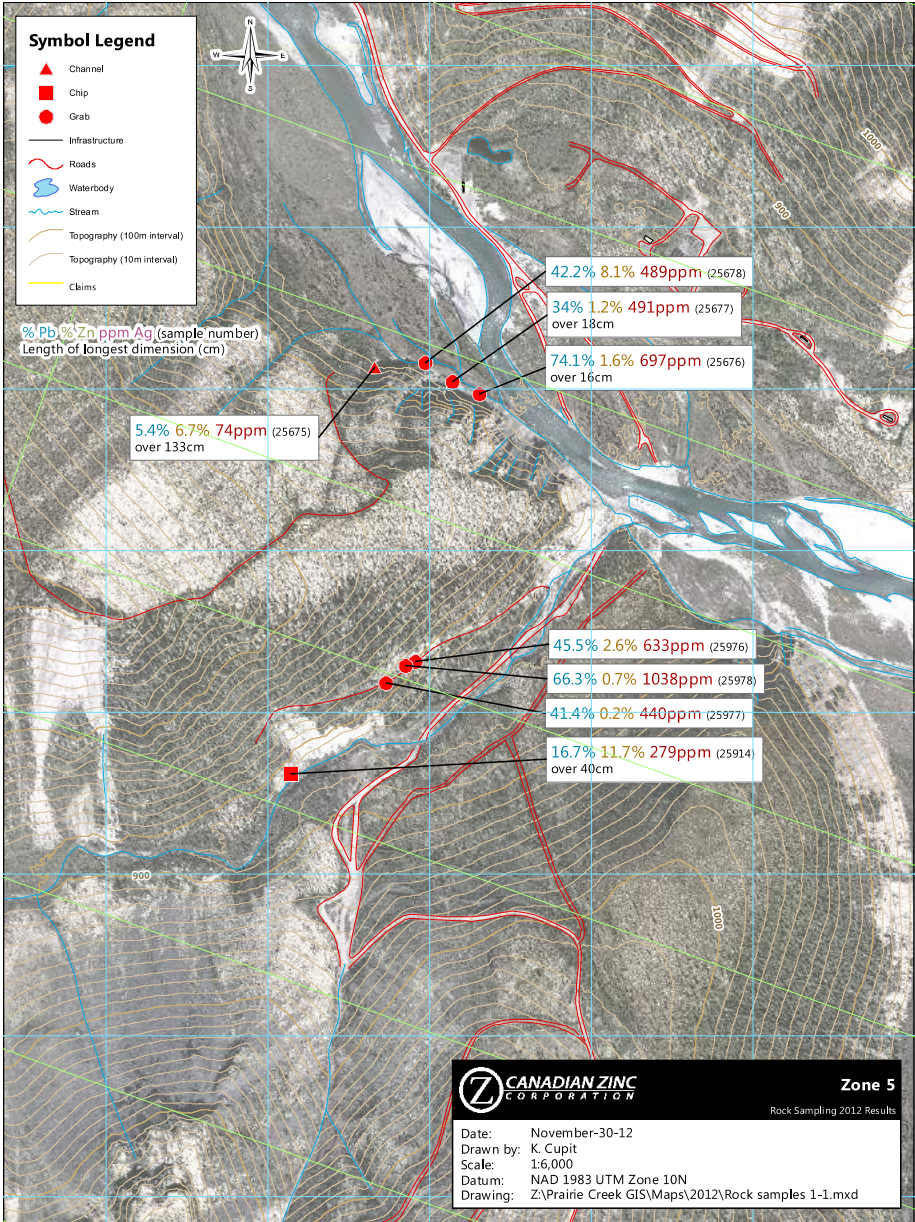 Symbol Legend
Channel
Chip
Grab
Infrastructure
Roads
Waterbody
Stream
Topography (100m interval)
Topography (10m interval)
Claims
N
W E
S
1000
900
% Pb % Zn ppm Ag (sample number)
Length of longest dimension (cm)
42.2% 8.1% 489ppm (25678)
34% 1.2% 491ppm (25677)
over 18cm
74.1% 1.6% 697ppm (25676)
over 16cm
5.4% 6.7% 74ppm (25675)
over 133cm
45.5% 2.6% 633ppm (25976)
66.3% 0.7% 1038ppm (25978)
41.4% 0.2% 440ppm (25977)
16.7% 11.7% 279ppm (25914)
over 40cm
900
1000
Z CANADIAN ZINC
CORPORATION
Zone 5
Rock Sampling 2012 Results
Date: November-30-12
Drawn by: K. Cupit
Scale: 1:6,000
Datum: NAD 1983 UTM Zone 10N
Drawing: Z:\Prairie Creek GIS\Maps\2012\Rock samples 1-1.mxd